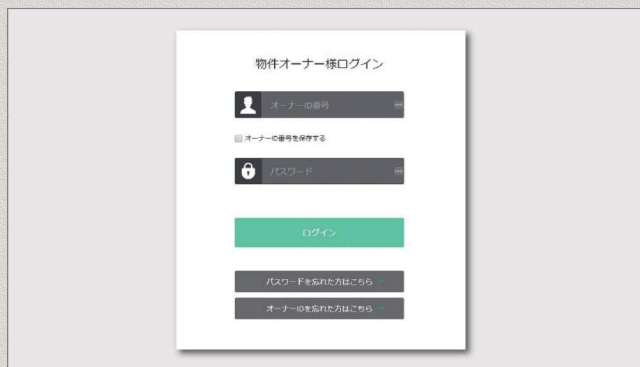 物件オーナー様ログイン
オーナーID番号
オーナーID番号を保存する
パスワード
ログイン
パスワードを忘れた方はこちら
オーナーIDを忘れた方はこちら